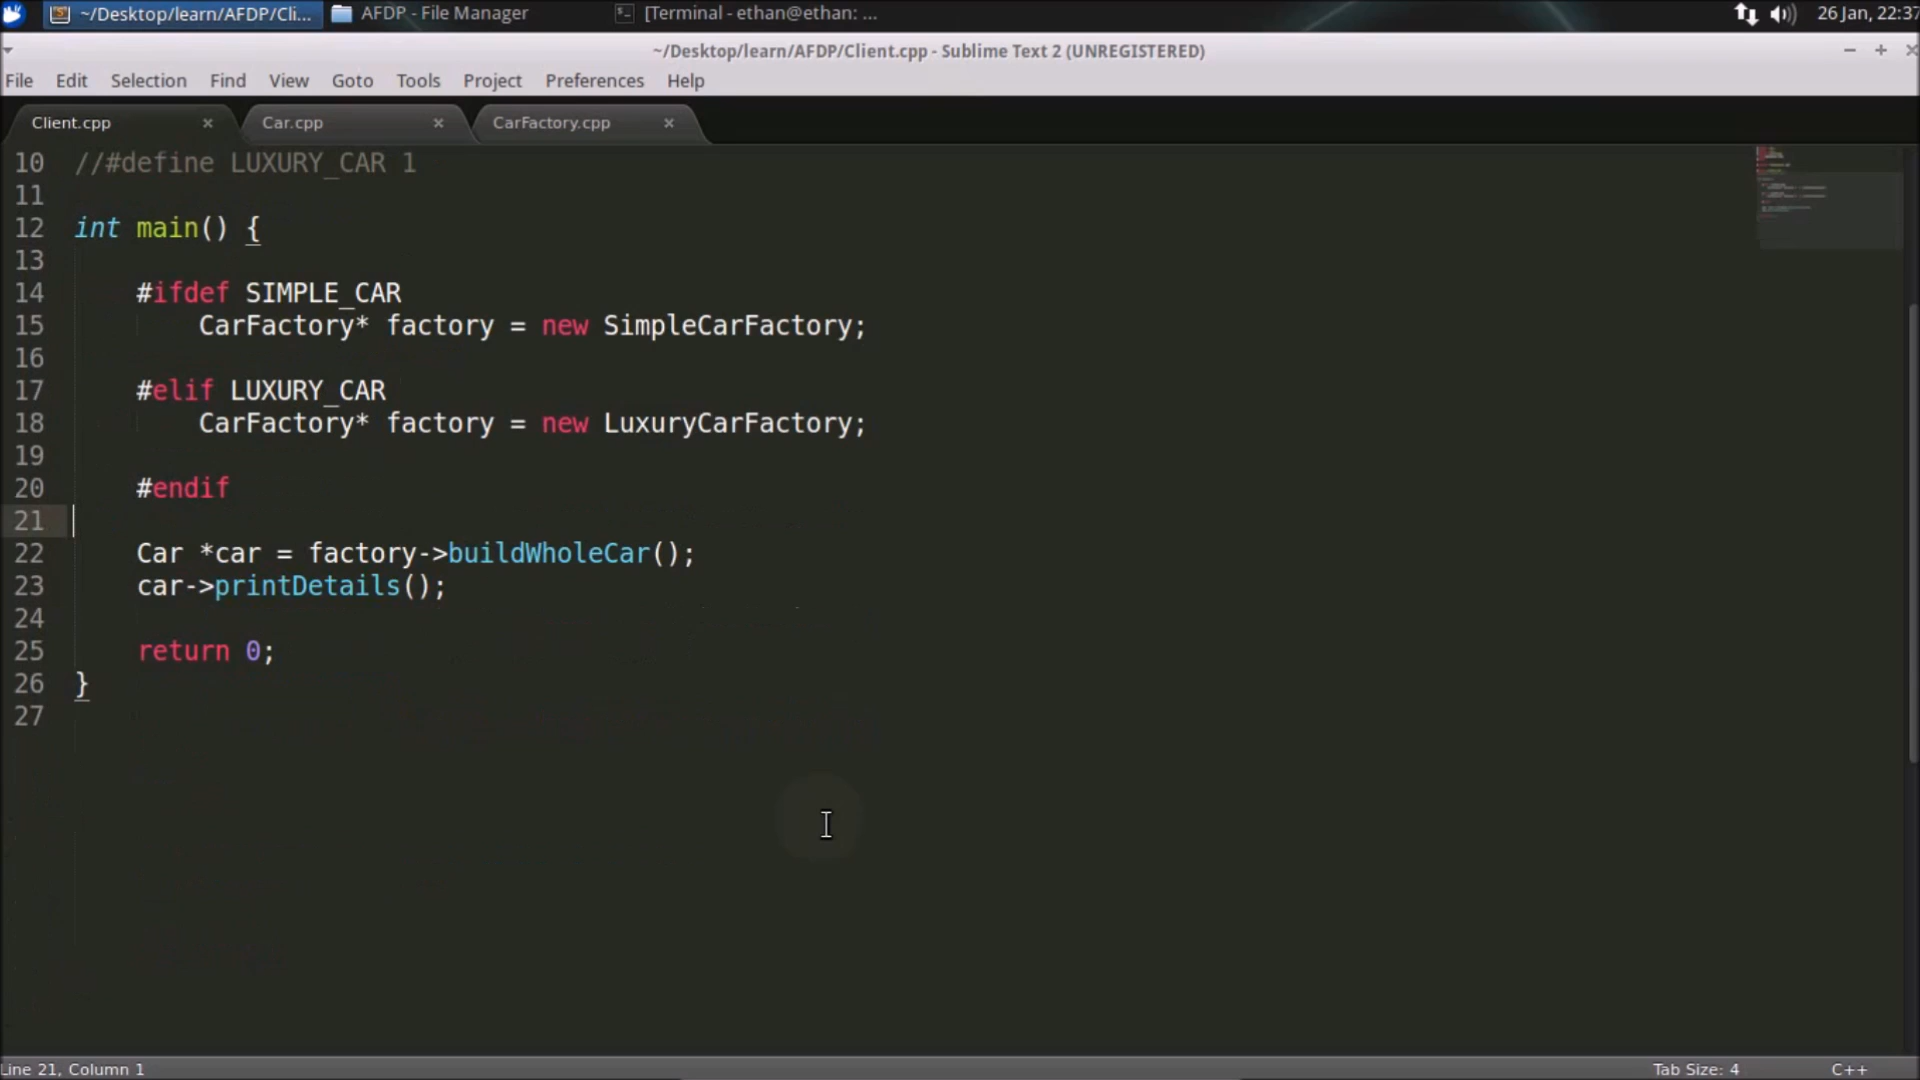 ~/Desktop/learn/AFDP/Cli... AFDP - File Manager [Terminal - ethan@ethan: ... 26 Jan, 22:37
~/Desktop/learn/AFDP/Client.cpp - Sublime Text 2 (UNREGISTERED)
File Edit Selection Find View Goto Tools Project Preferences Help
Client.cpp × Car.cpp × CarFactory.cpp ×
10 //#define LUXURY_CAR 1
11
12 int main() {
13
14 #ifdef SIMPLE_CAR
15 CarFactory* factory = new SimpleCarFactory;
16
17 #elif LUXURY_CAR
18 CarFactory* factory = new LuxuryCarFactory;
19
20 #endif
21
22 Car *car = factory->buildWholeCar();
23 car->printDetails();
24
25 return 0;
26 }
27
Line 21, Column 1 Tab Size: 4 C++